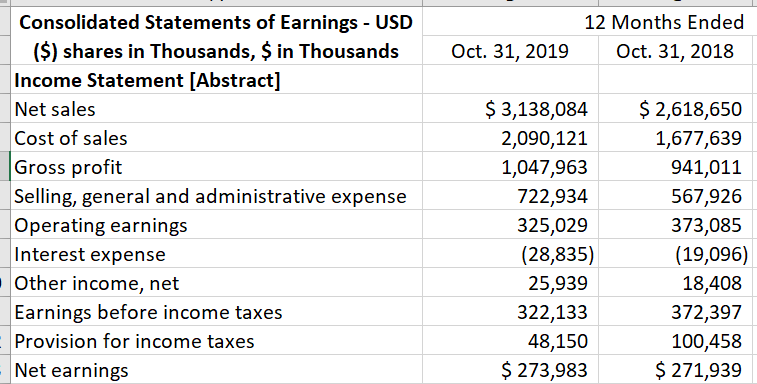 Consolidated Statements of Earnings - USD 12 Months Ended
($) shares in Thousands, $ in Thousands Oct. 31, 2019 Oct. 31, 2018
Income Statement [Abstract]
Net sales $ 3,138,084 $ 2,618,650
Cost of sales 2,090,121 1,677,639
Gross profit 1,047,963 941,011
Selling, general and administrative expense 722,934 567,926
Operating earnings 325,029 373,085
Interest expense (28,835) (19,096)
Other income, net 25,939 18,408
Earnings before income taxes 322,133 372,397
Provision for income taxes 48,150 100,458
Net earnings $ 273,983 $ 271,939